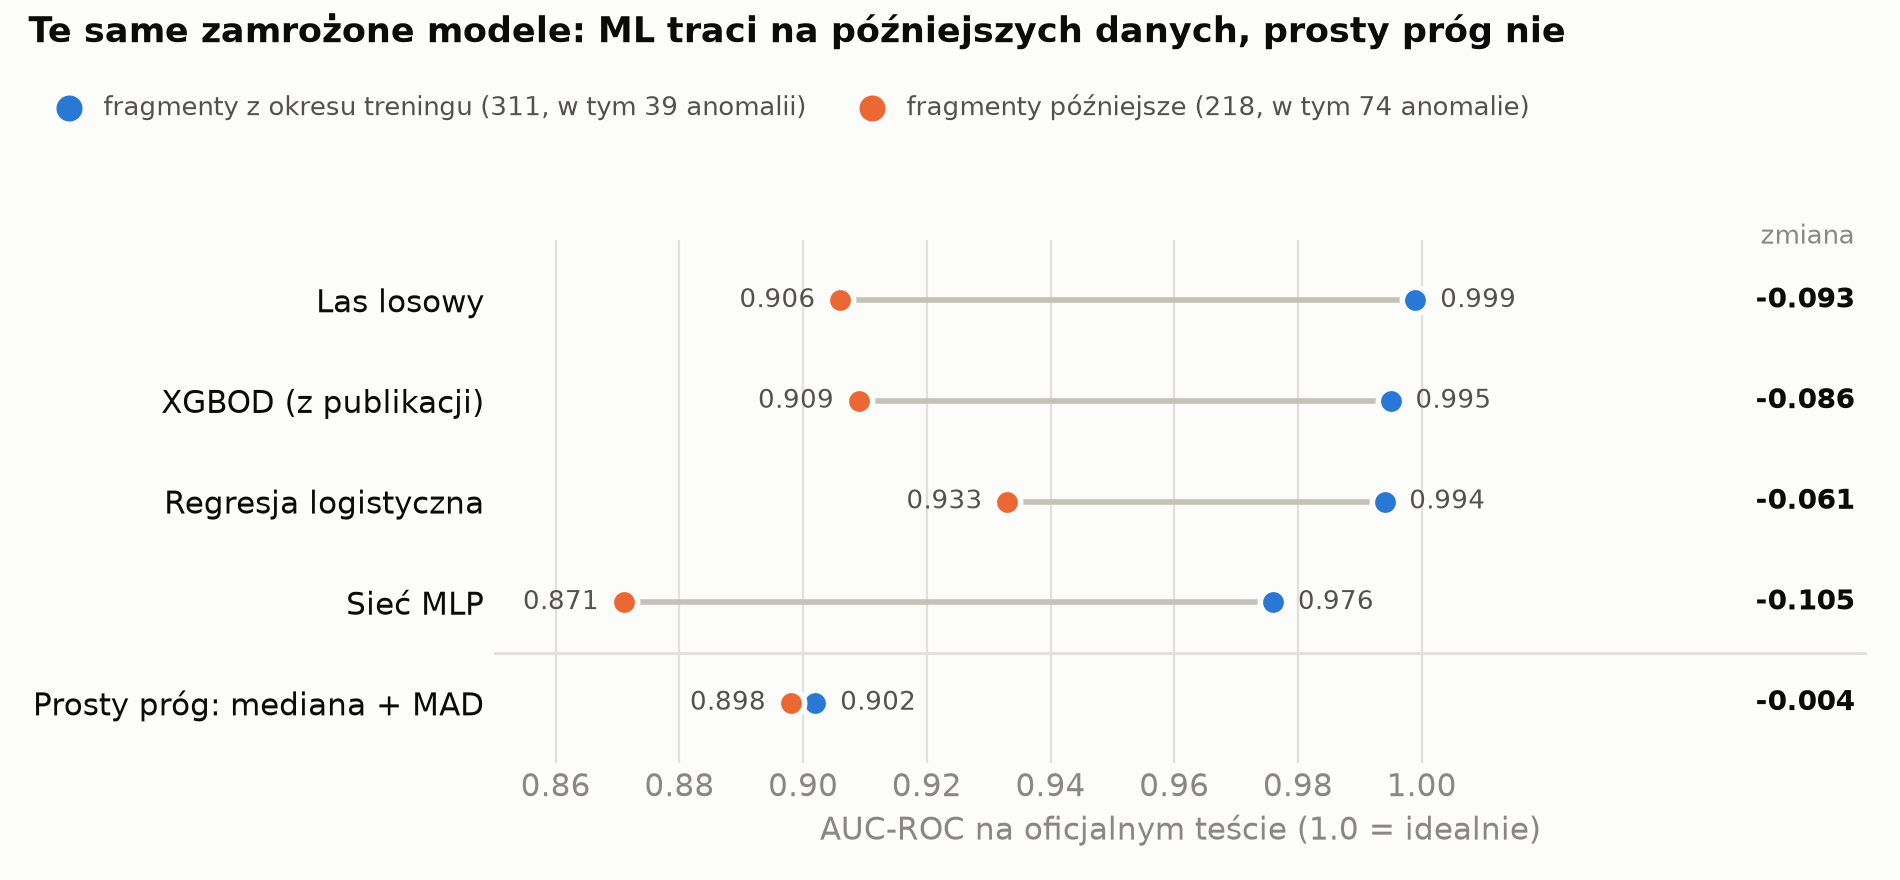 Te same zamrożone modele: ML traci na późniejszych danych, prosty próg nie
fragmenty z okresu treningu (311, w tym 39 anomalii)
fragmenty późniejsze (218, w tym 74 anomalie)
zmiana
Las losowy 0.906 0.999 -0.093
XGBOD (z publikacji) 0.909 0.995 -0.086
Regresja logistyczna 0.933 0.994 -0.061
Sieć MLP 0.871 0.976 -0.105
Prosty próg: mediana + MAD 0.898 0.902 -0.004
0.86 0.88 0.90 0.92 0.94 0.96 0.98 1.00
AUC-ROC na oficjalnym teście (1.0 = idealnie)